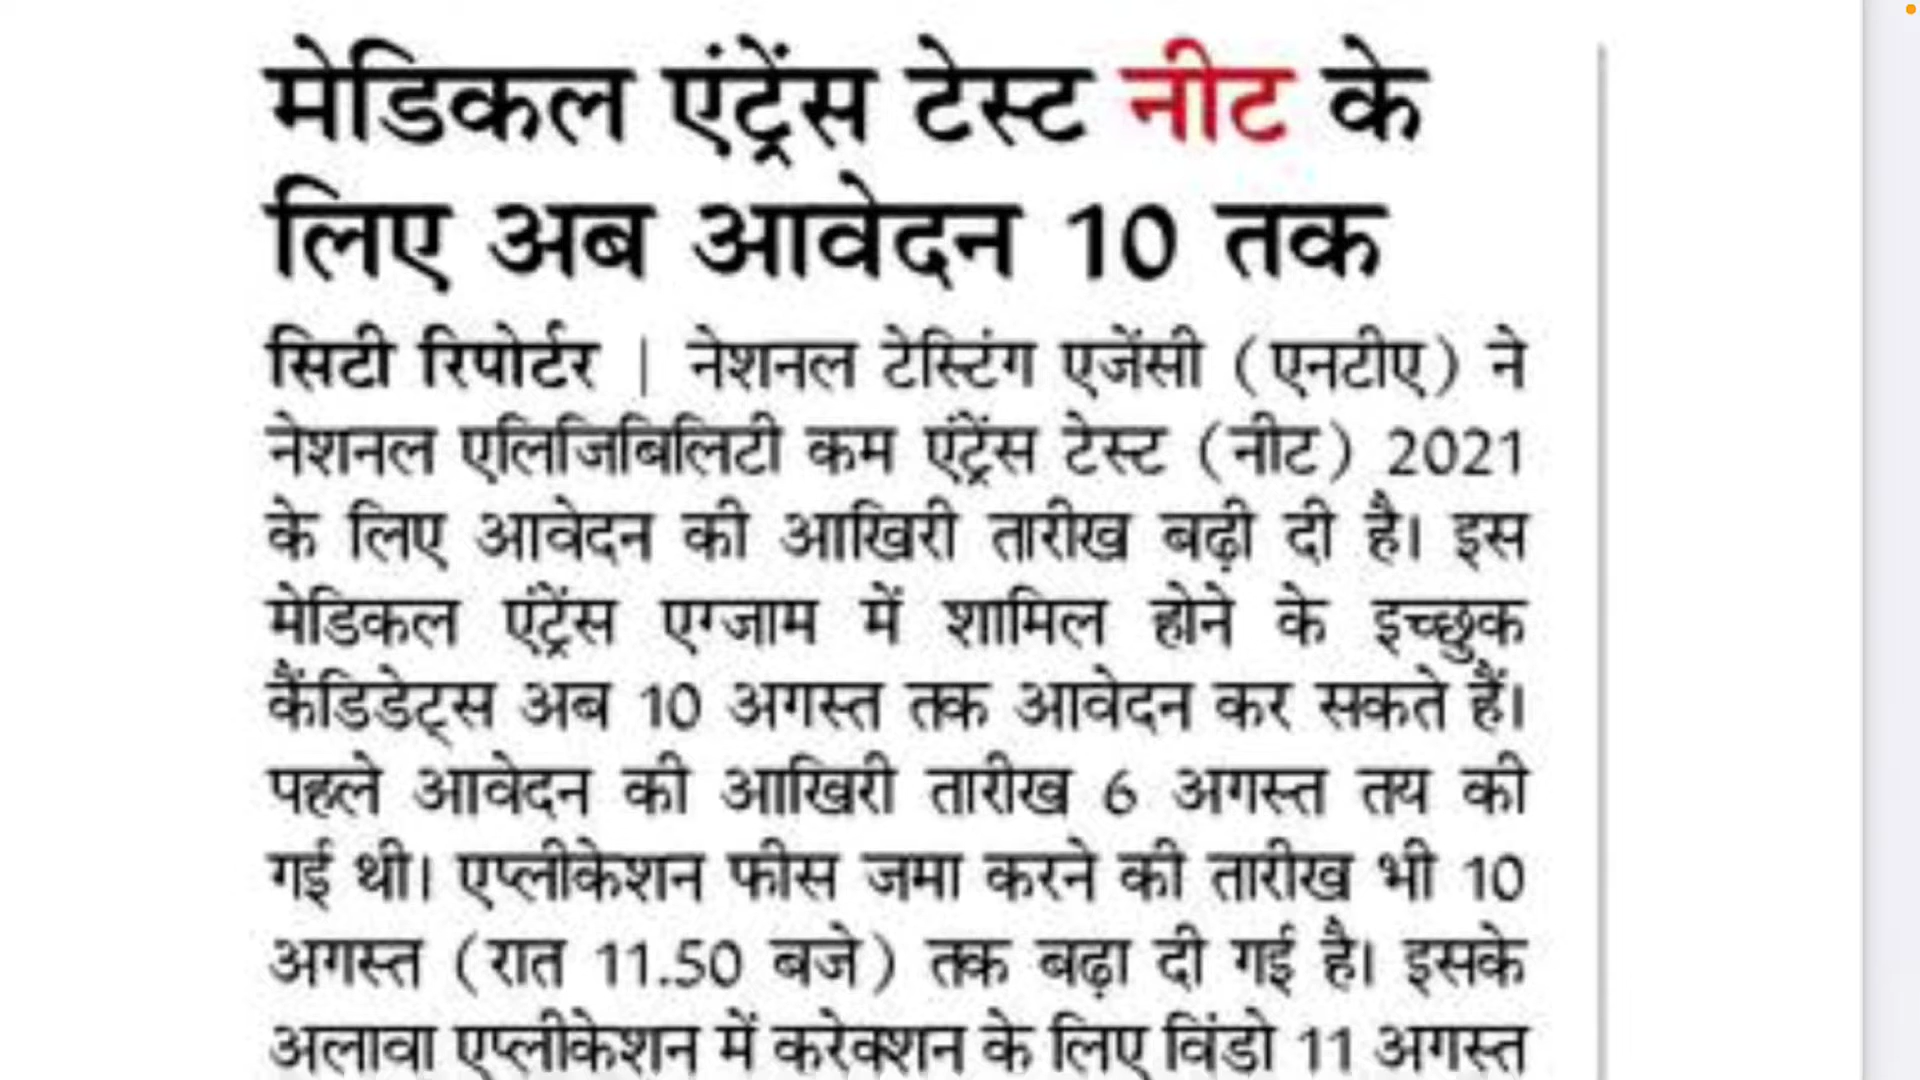 मेडिकल एंट्रेंस टेस्ट नीट के
लिए अब आवेदन 10 तक
सिटी रिपोर्टर | नेशनल टेस्टिंग एजेंसी (एनटीए) ने
नेशनल एलिजिबिलिटी कम एंट्रेंस टेस्ट (नीट) 2021
के लिए आवेदन की आखिरी तारीख बढ़ी दी है। इस
मेडिकल एंट्रेंस एग्जाम में शामिल होने के इच्छुक
कैंडिडेट्स अब 10 अगस्त तक आवेदन कर सकते हैं।
पहले आवेदन की आखिरी तारीख 6 अगस्त तय की
गई थी। एप्लीकेशन फीस जमा करने की तारीख भी 10
अगस्त (रात 11.50 बजे) तक बढ़ा दी गई है। इसके
अलावा एप्लीकेशन में करेक्शन के लिए विंडो 11 अगस्त